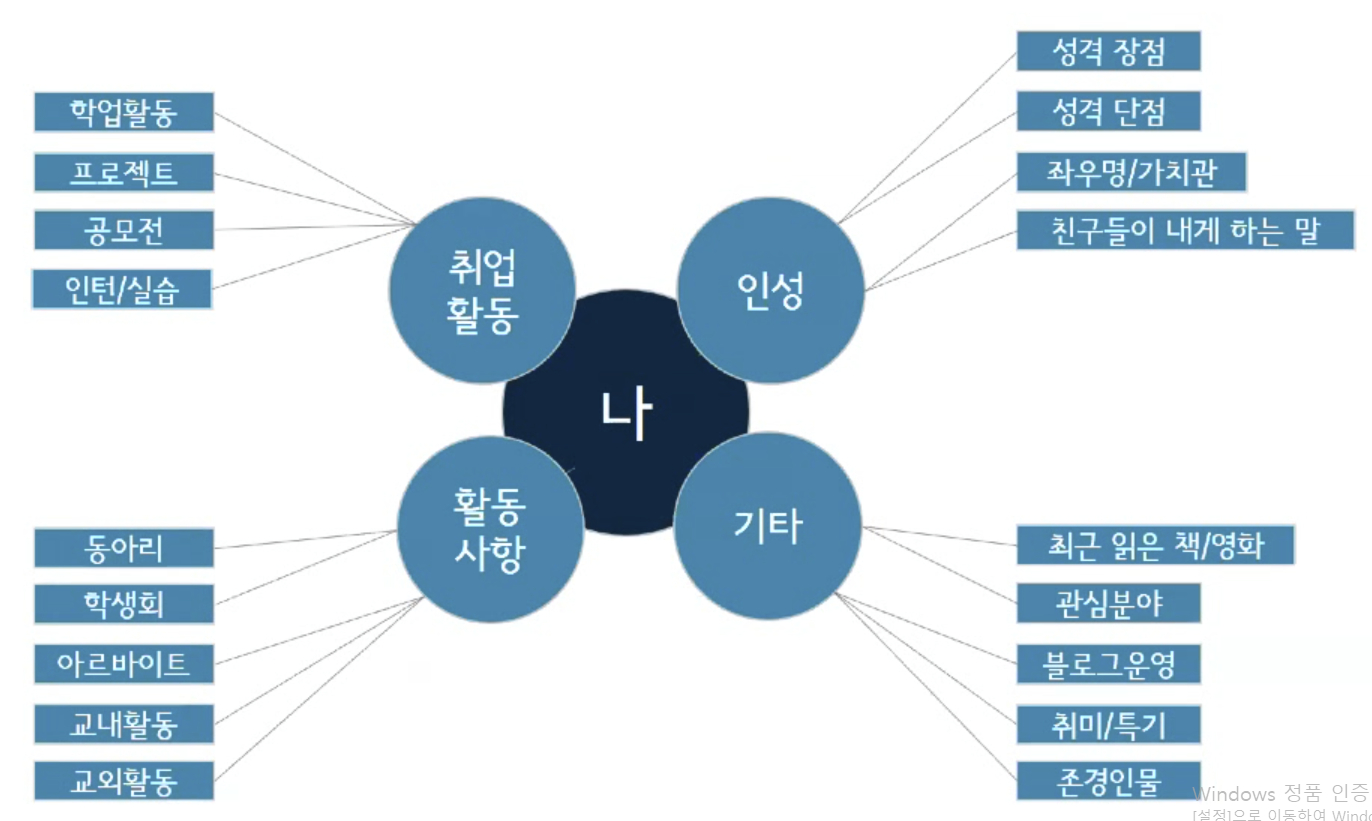 학업활동
프로젝트
공모전
인턴/실습
취업
활동
성격 장점
성격 단점
좌우명/가치관
친구들이 내게 하는 말
인성
나
활동
사항
동아리
학생회
아르바이트
교내활동
교외활동
기타
최근 읽은 책/영화
관심분야
블로그운영
취미/특기
존경인물
Windows 정품 인증
[설정]으로 이동하여